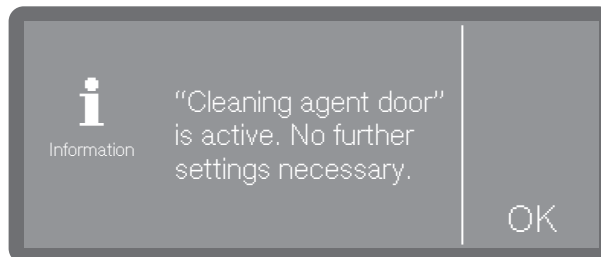 Information
“Cleaning agent door”
is active. No further
settings necessary.
OK